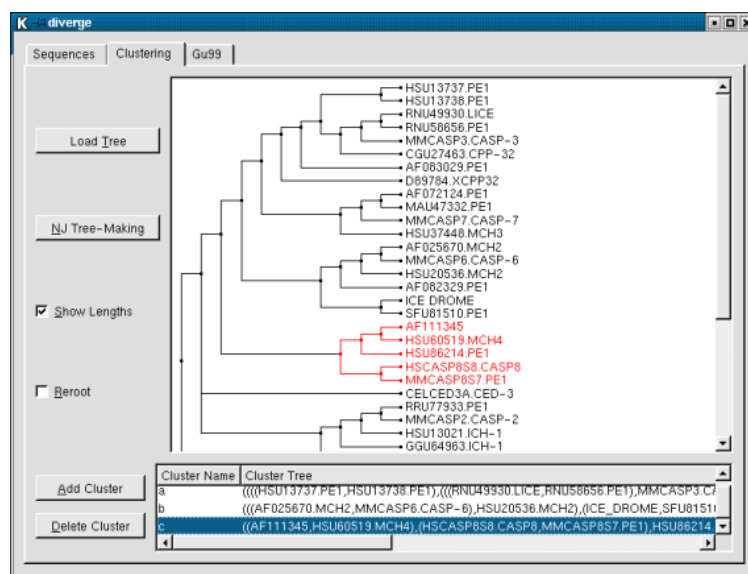 diverge
Sequences Clustering Gu99
Load Tree
NJ Tree-Making
Show Lengths
Reroot
HSU13737.PE1
HSU13738.PE1
RNU49930.LICE
RNU58656.PE1
MMCASP3.CASP-3
CGU27463.CPP-32
AF083029.PE1
D89784.XCPP32
AF072124.PE1
MAU47332.PE1
MMCASP7.CASP-7
HSU37448.MCH3
AF025670.MCH2
MMCASP6.CASP-6
HSU20536.MCH2
AF082329.PE1
ICE DROME
SFU81510.PE1
AF111345
HSU60519.MCH4
HSU86214.PE1
HSCASP8S8.CASP8
MMCASP8S7.PE1
CELCED3A.CED-3
RRU77933.PE1
MMCASP2.CASP-2
HSU13021.ICH-1
GGU64963.ICH-1
Add Cluster
Delete Cluster
Cluster Name Cluster Tree
a ((((HSU13737.PE1,HSU13738.PE1),(((RNU49930.LICE,RNU58656.PE1),MMCASP3.CA
b (((AF025670.MCH2,MMCASP6.CASP-6),HSU20536.MCH2),(ICE_DROME,SFU8151
c ((AF111345,HSU60519.MCH4),(HSCASP8S8.CASP8,MMCASP8S7.PE1),HSU86214.